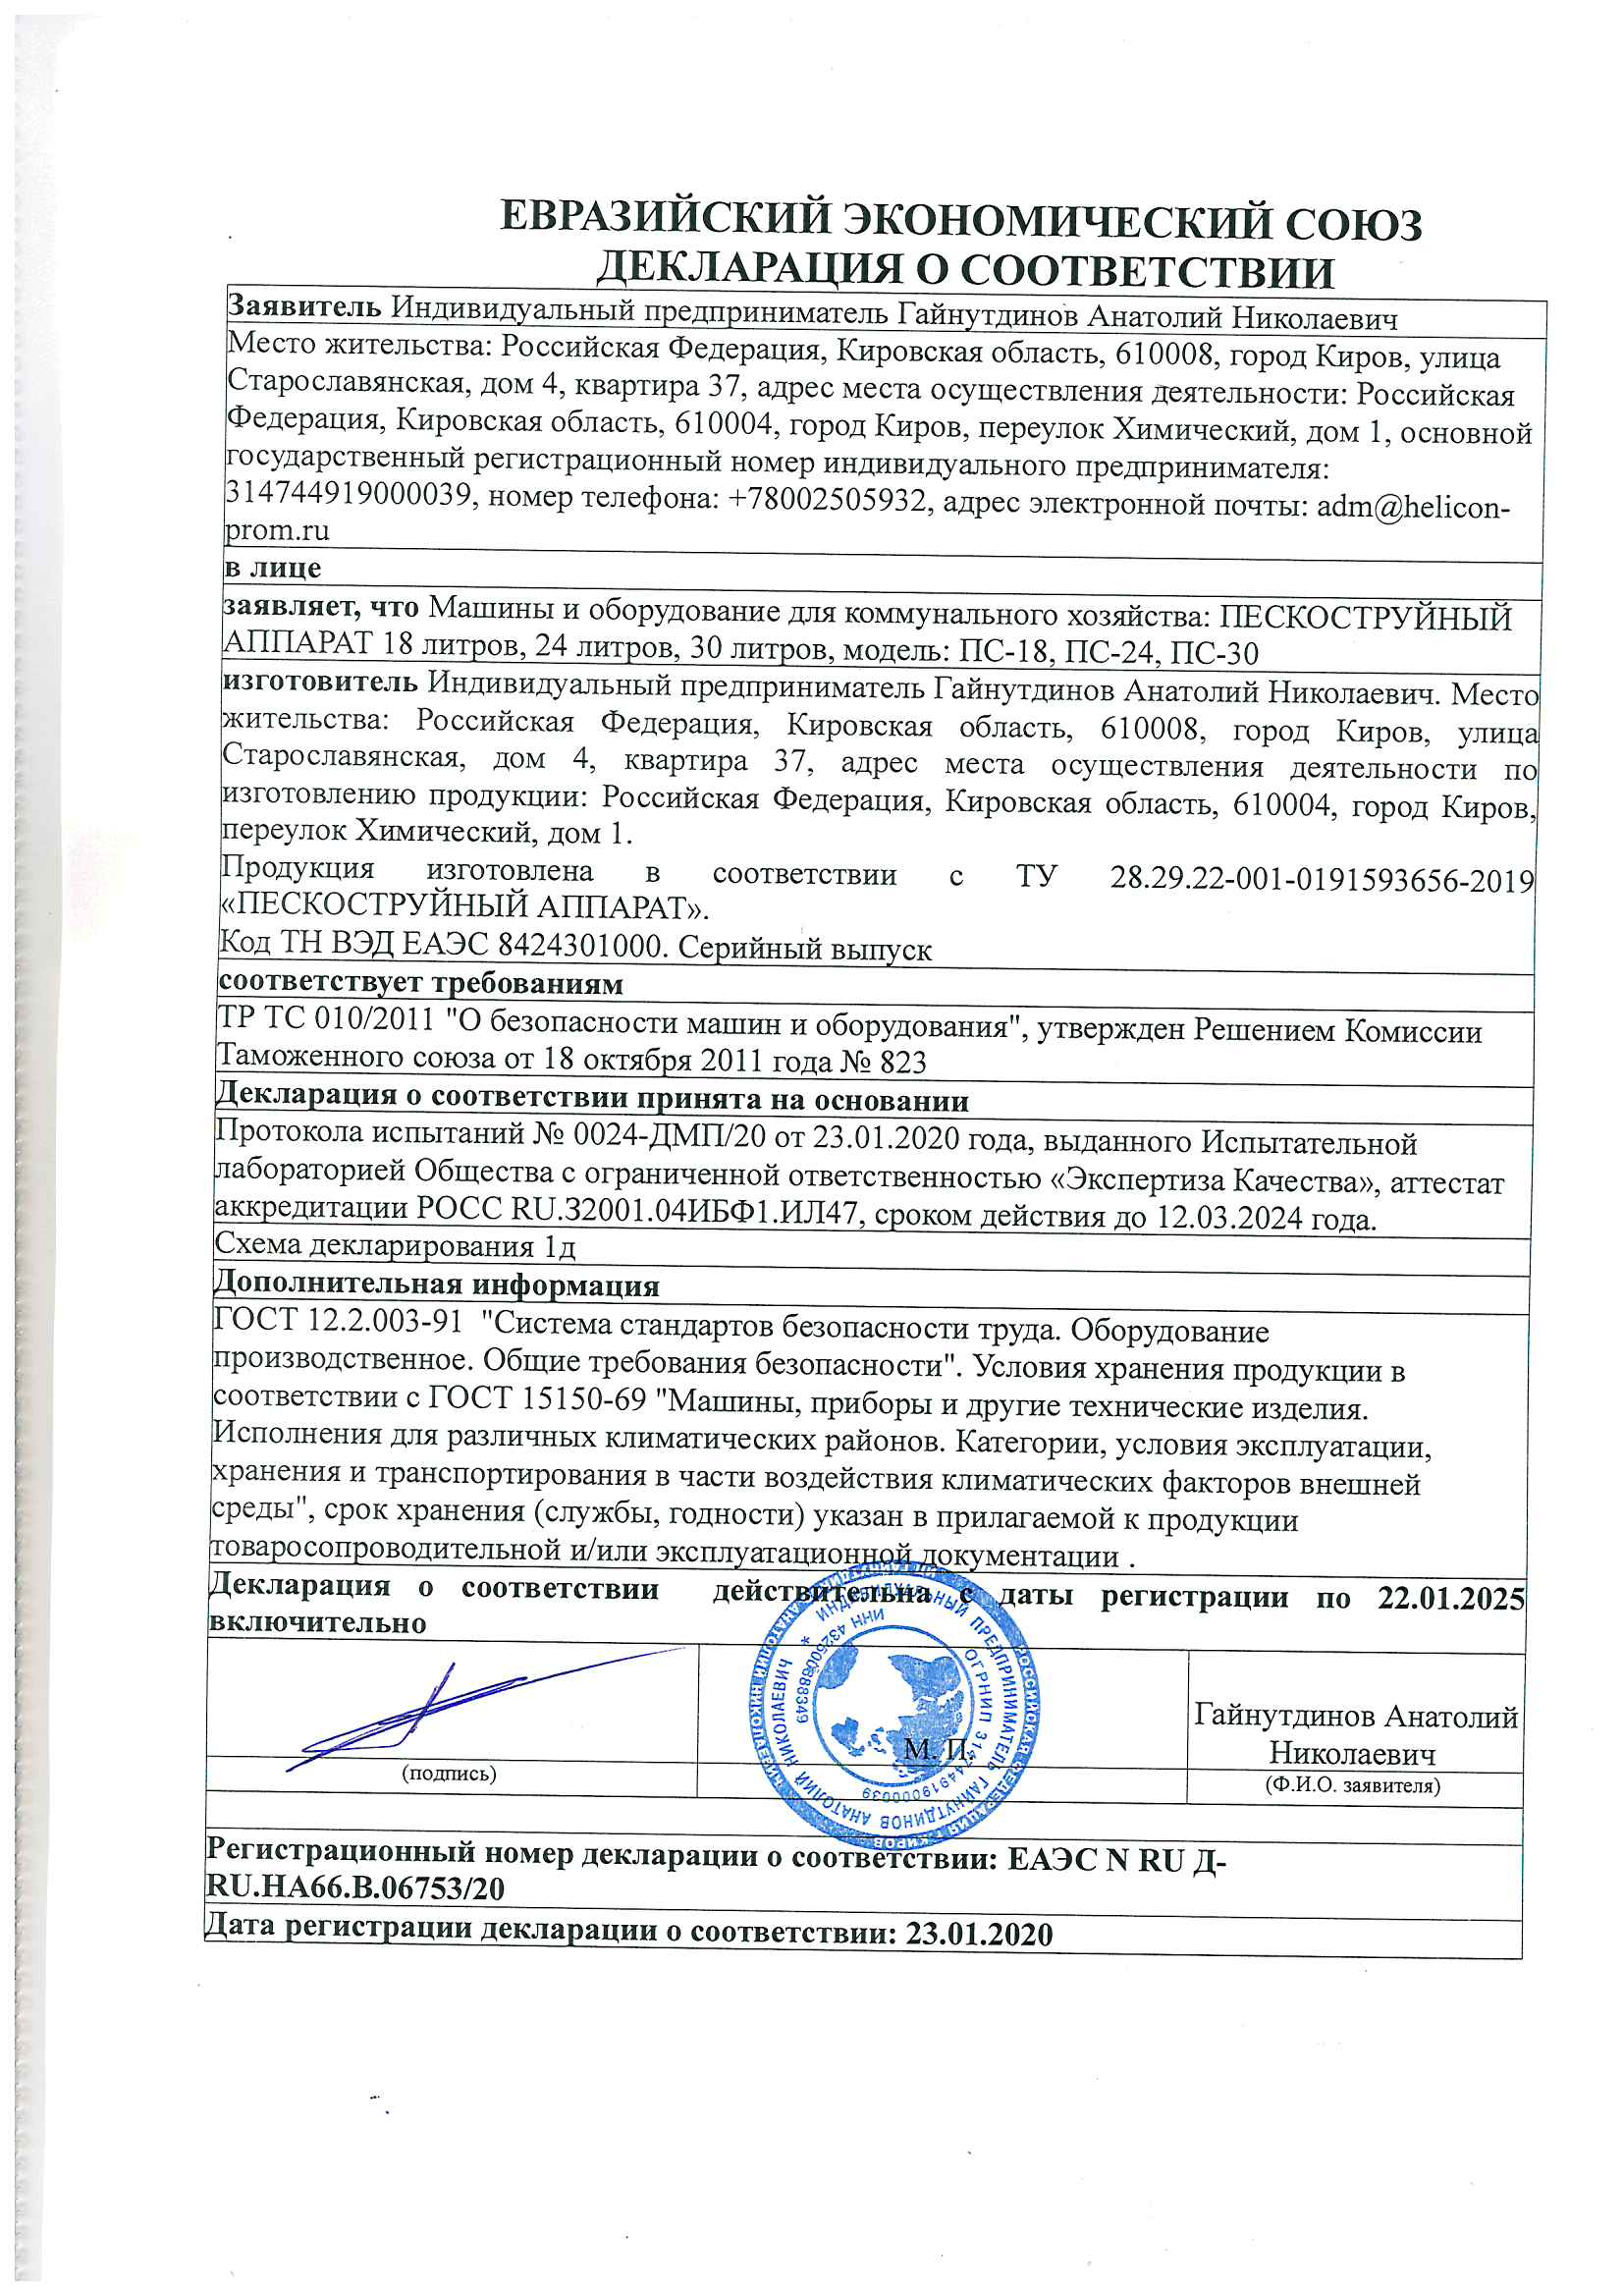 ЕВРАЗИЙСКИЙ ЭКОНОМИЧЕСКИЙ СОЮЗ
ДЕКЛАРАЦИЯ О СООТВЕТСТВИИ
Заявитель Индивидуальный предприниматель Гайнутдинов Анатолий Николаевич
Место жительства: Российская Федерация, Кировская область, 610008, город Киров, улица
Старославянская, дом 4, квартира 37, адрес места осуществления деятельности: Российская
Федерация, Кировская область, 610004, город Киров, переулок Химический, дом 1, основной
государственный регистрационный номер индивидуального предпринимателя:
314744919000039, номер телефона: +78002505932, адрес электронной почты: adm@helicon-
prom.ru
в лице
заявляет, что Машины и оборудование для коммунального хозяйства: ПЕСКОСТРУЙНЫЙ
АППАРАТ 18 литров, 24 литров, 30 литров, модель: ПС-18, ПС-24, ПС-30
изготовитель Индивидуальный предприниматель Гайнутдинов Анатолий Николаевич. Место
жительства: Российская Федерация, Кировская область, 610008, город Киров, улица
Старославянская, дом 4, квартира 37, адрес места осуществления деятельности по
изготовлению продукции: Российская Федерация, Кировская область, 610004, город Киров,
переулок Химический, дом 1.
Продукция изготовлена в соответствии с ТУ 28.29.22-001-0191593656-2019
«ПЕСКОСТРУЙНЫЙ АППАРАТ».
Код ТН ВЭД ЕАЭС 8424301000. Серийный выпуск
соответствует требованиям
ТР ТС 010/2011 "О безопасности машин и оборудования", утвержден Решением Комиссии
Таможенного союза от 18 октября 2011 года № 823
Декларация о соответствии принята на основании
Протокола испытаний № 0024-ДМП/20 от 23.01.2020 года, выданного Испытательной
лабораторией Общества с ограниченной ответственностью «Экспертиза Качества», аттестат
аккредитации РОСС RU.З2001.04ИБФ1.ИЛ47, сроком действия до 12.03.2024 года.
Схема декларирования 1д
Дополнительная информация
ГОСТ 12.2.003-91 "Система стандартов безопасности труда. Оборудование
производственное. Общие требования безопасности". Условия хранения продукции в
соответствии с ГОСТ 15150-69 "Машины, приборы и другие технические изделия.
Исполнения для различных климатических районов. Категории, условия эксплуатации,
хранения и транспортирования в части воздействия климатических факторов внешней
среды", срок хранения (службы, годности) указан в прилагаемой к продукции
товаросопроводительной и/или эксплуатационной документации .
Декларация о соответствии действительна с даты регистрации по 22.01.2025
включительно
ИНДИВИДУАЛЬНЫЙ ПРЕДПРИНИМАТЕЛЬ ГАЙНУТДИНОВ АНАТОЛИЙ НИКОЛАЕВИЧ *
ИНН 432500888349
ОГРНИП 314744919000039
РОССИЙСКАЯ ФЕДЕРАЦИЯ КИРОВ
М. П.
Гайнутдинов Анатолий
Николаевич
(подпись)
(Ф.И.О. заявителя)
Регистрационный номер декларации о соответствии: ЕАЭС N RU Д-
RU.НА66.В.06753/20
Дата регистрации декларации о соответствии: 23.01.2020